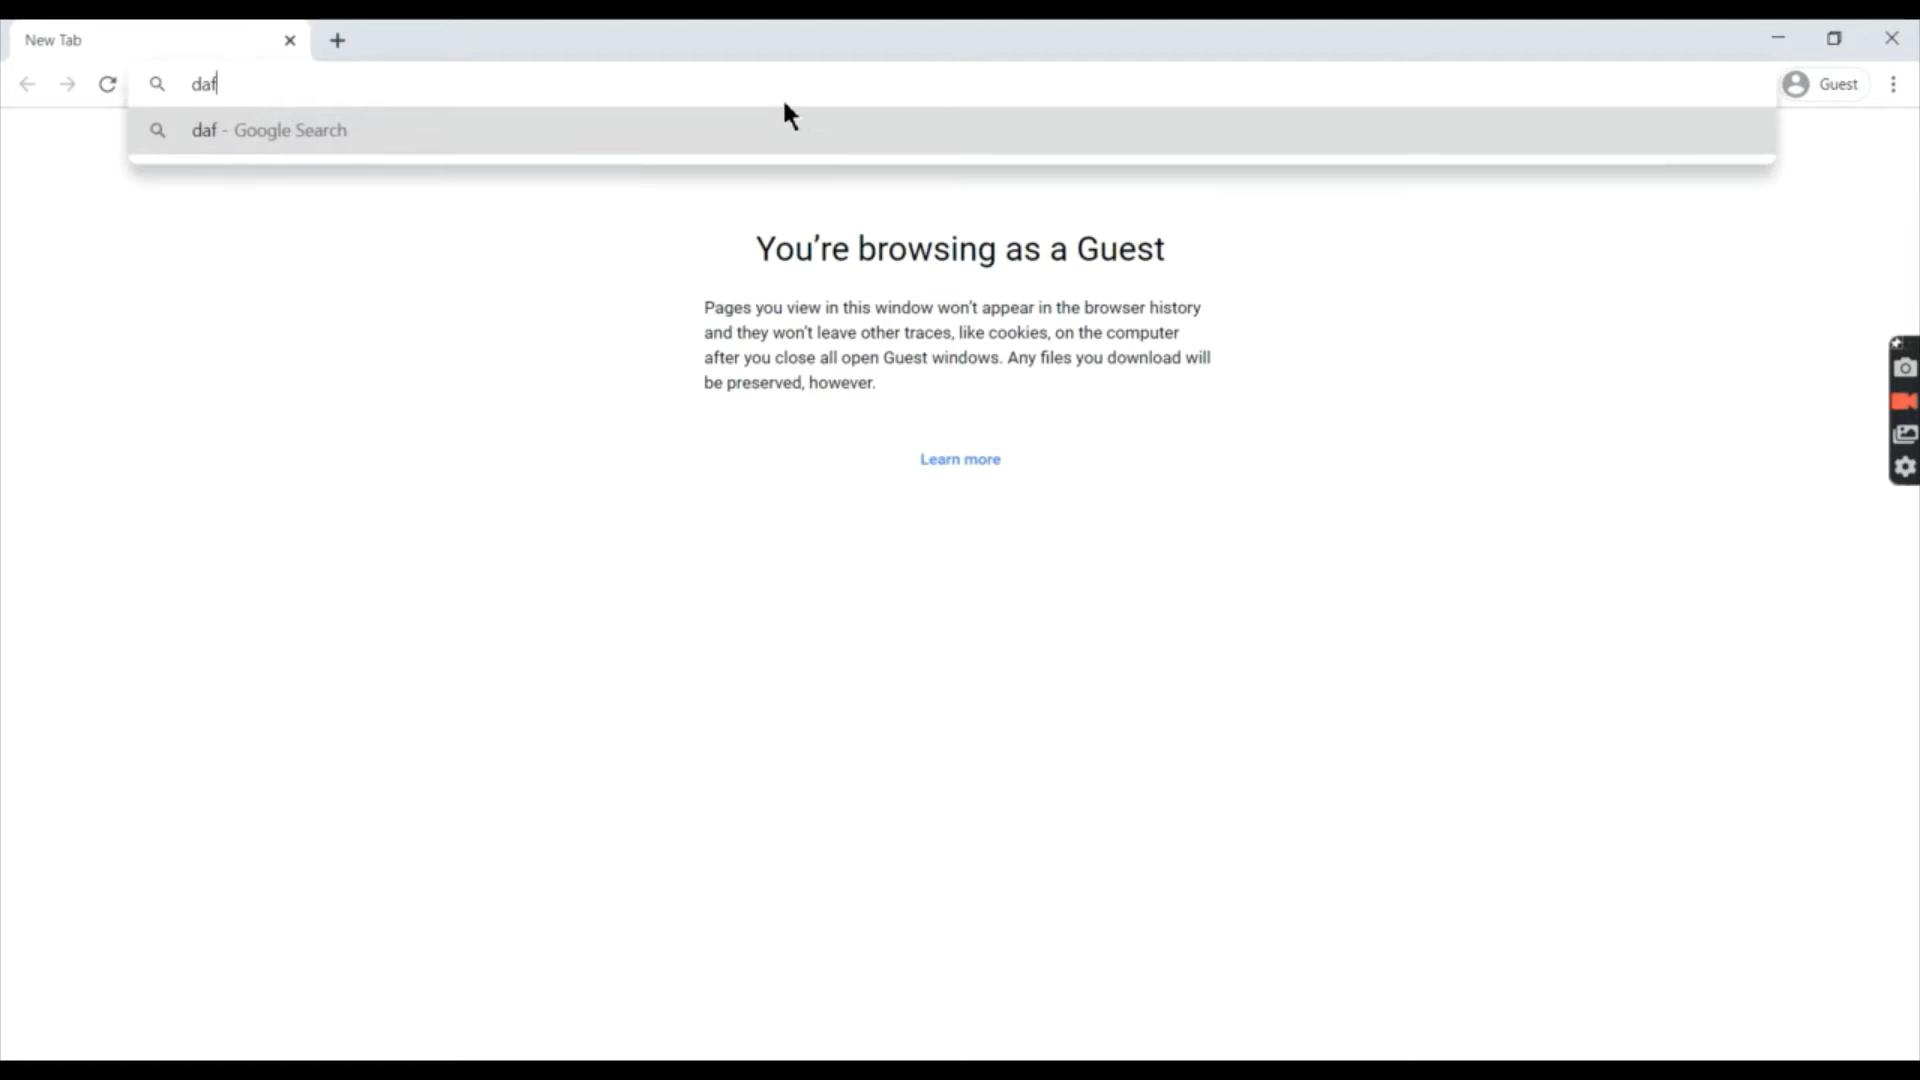 New Tab
daf
Guest
daf - Google Search
You’re browsing as a Guest
Pages you view in this window won’t appear in the browser history
and they won’t leave other traces, like cookies, on the computer
after you close all open Guest windows. Any files you download will
be preserved, however.
Learn more